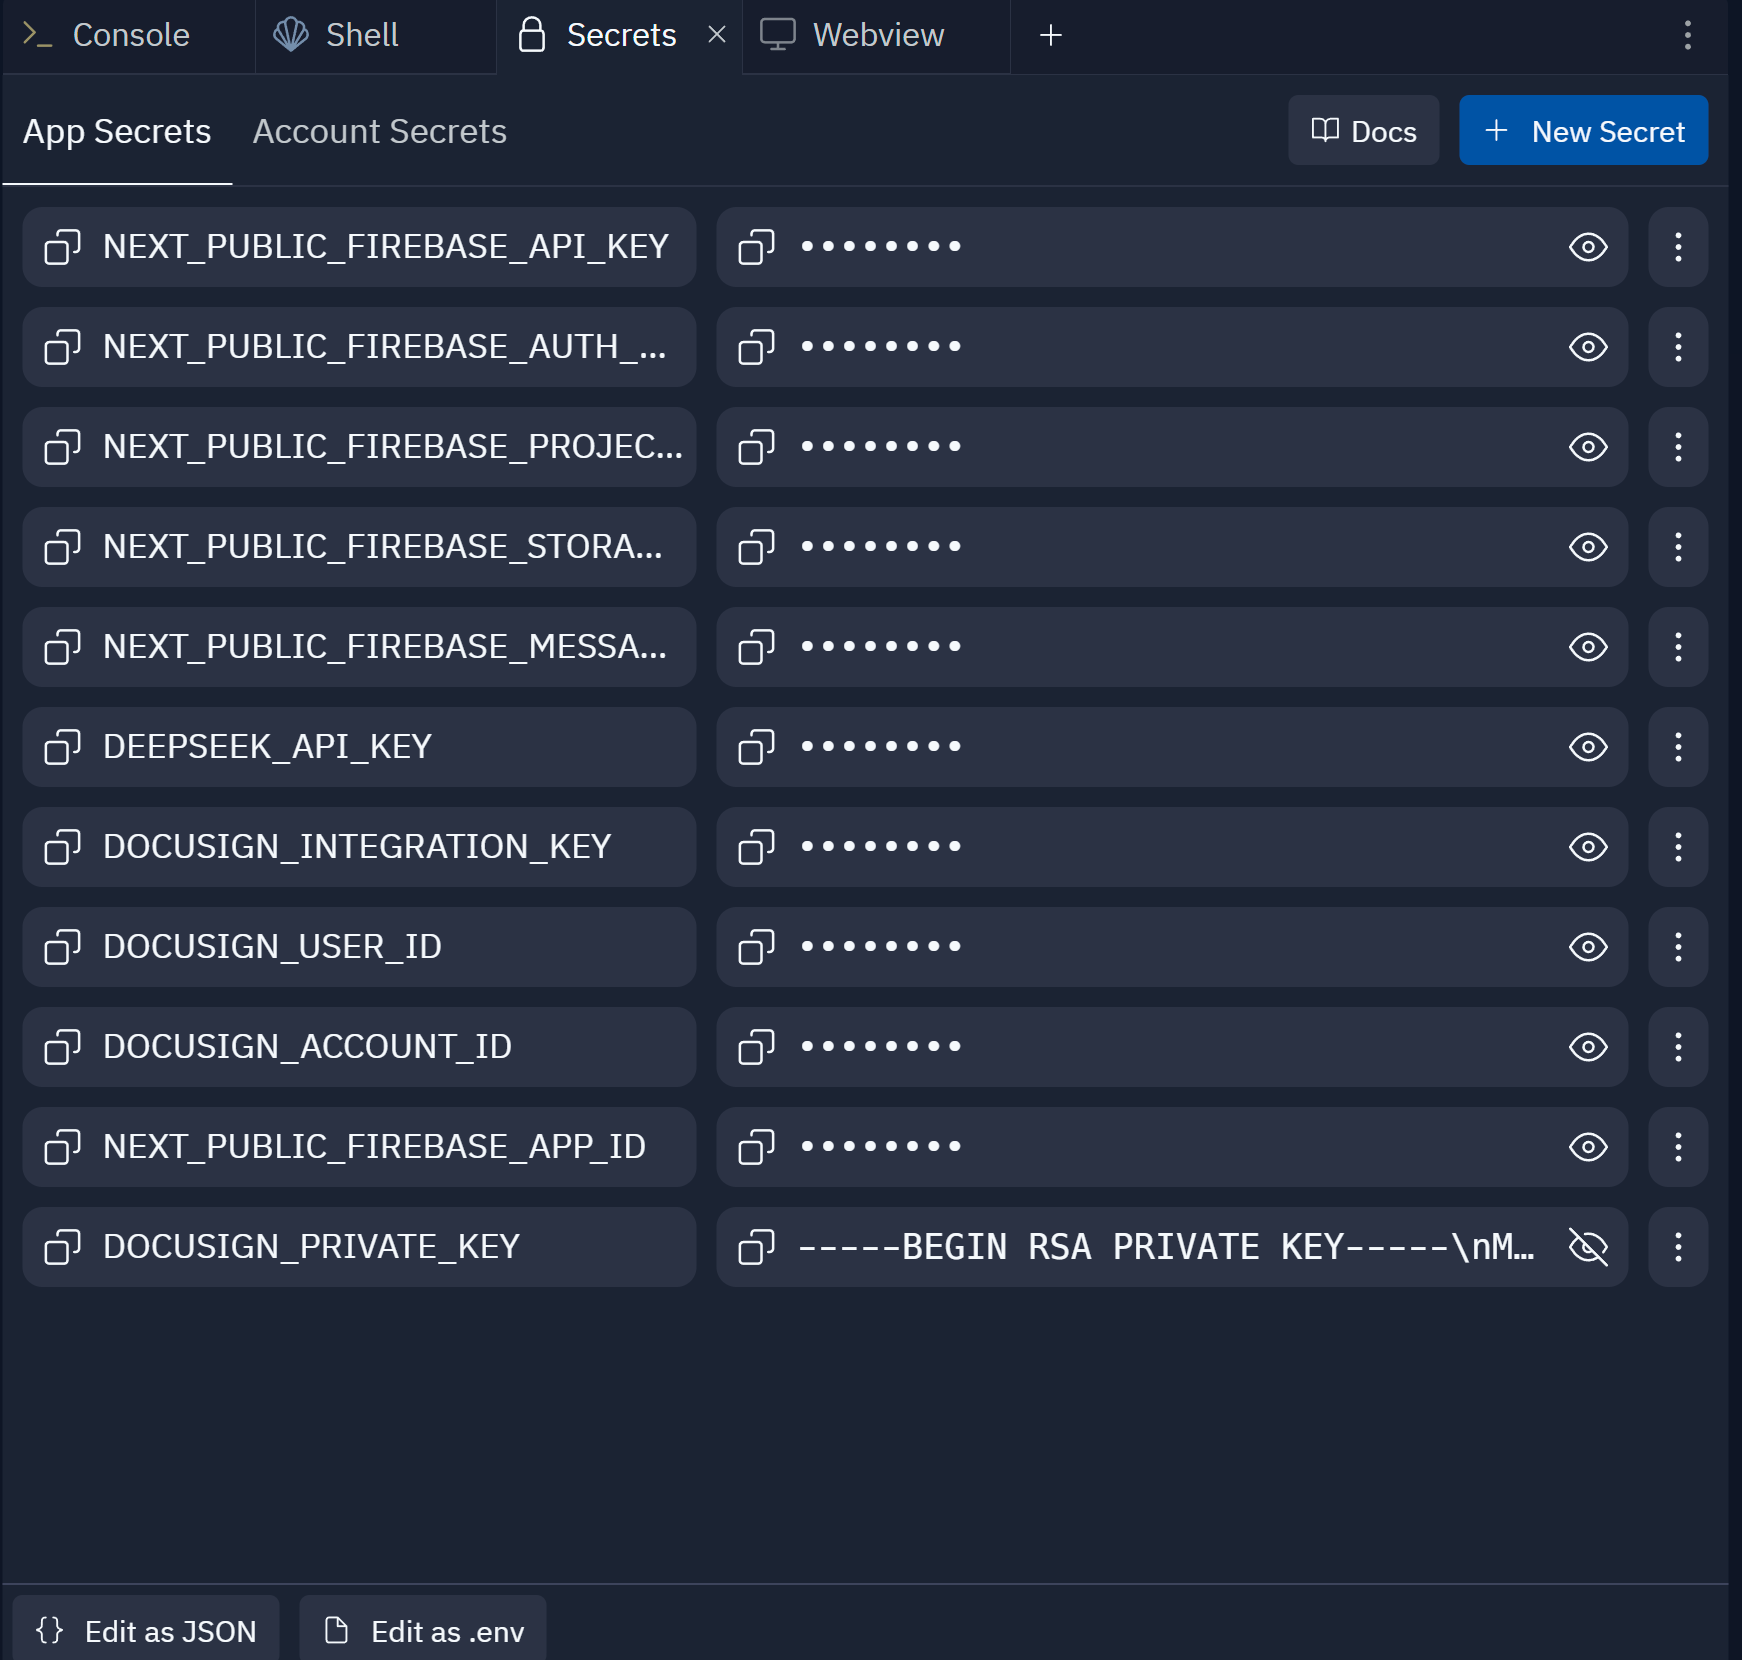 Console
Shell
Secrets
Webview
App Secrets
Account Secrets
Docs
New Secret
NEXT_PUBLIC_FIREBASE_API_KEY
••••••••
NEXT_PUBLIC_FIREBASE_AUTH_...
••••••••
NEXT_PUBLIC_FIREBASE_PROJEC...
••••••••
NEXT_PUBLIC_FIREBASE_STORA...
••••••••
NEXT_PUBLIC_FIREBASE_MESSA...
••••••••
DEEPSEEK_API_KEY
••••••••
DOCUSIGN_INTEGRATION_KEY
••••••••
DOCUSIGN_USER_ID
••••••••
DOCUSIGN_ACCOUNT_ID
••••••••
NEXT_PUBLIC_FIREBASE_APP_ID
••••••••
DOCUSIGN_PRIVATE_KEY
-----BEGIN RSA PRIVATE KEY-----\nM...
Edit as JSON
Edit as .env